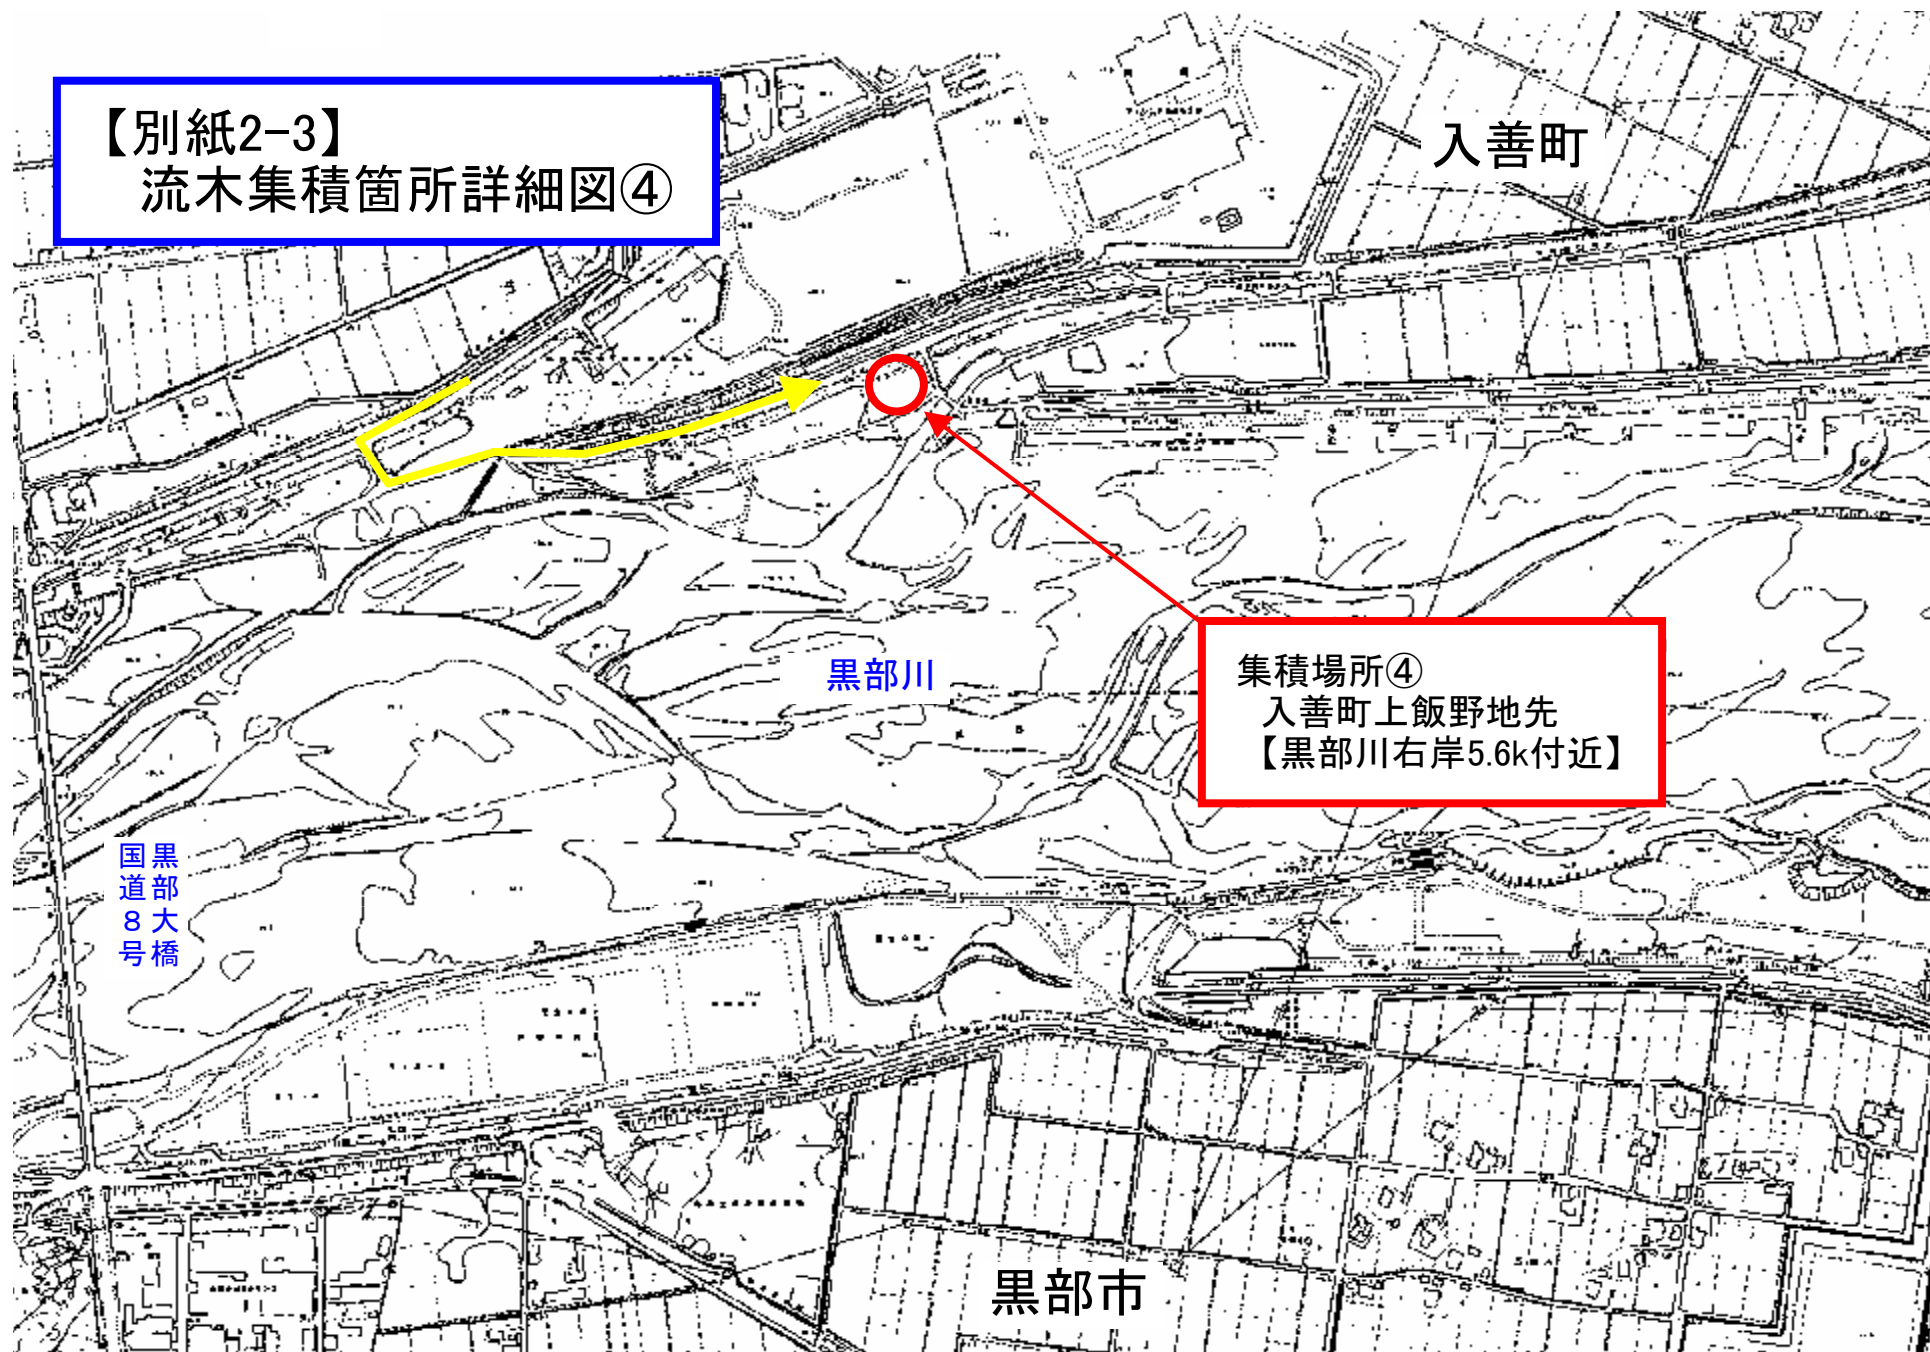 【別紙2-3】
流木集積箇所詳細図④
入善町
黒部川
集積場所④
入善町上飯野地先
【黒部川右岸5.6k付近】
黒部大橋
国道８号
黒部市